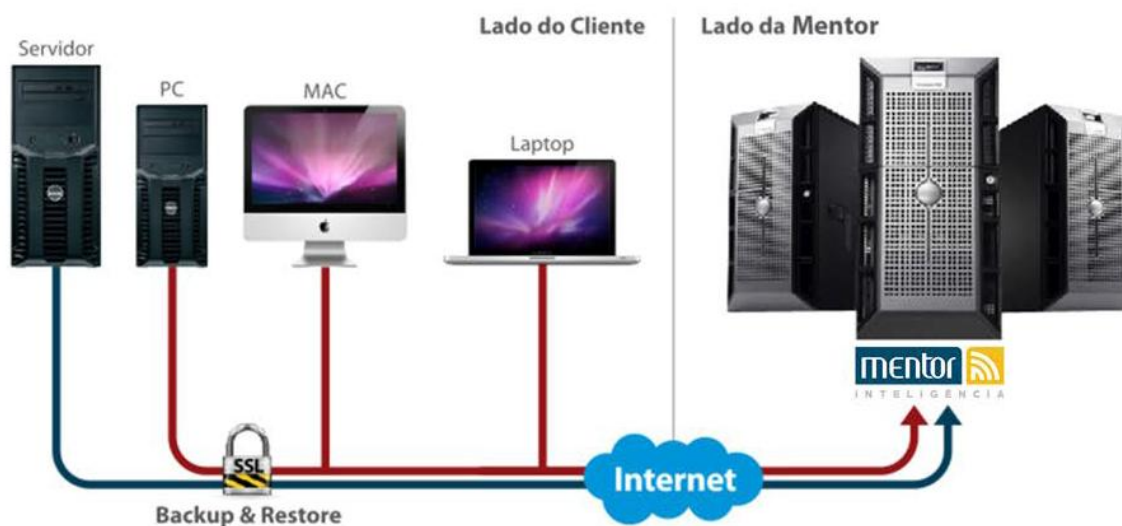 Lado do Cliente
Lado da Mentor
Servidor
PC
MAC
Laptop
mentor
INTELIGÊNCIA
SSL
Internet
Backup & Restore